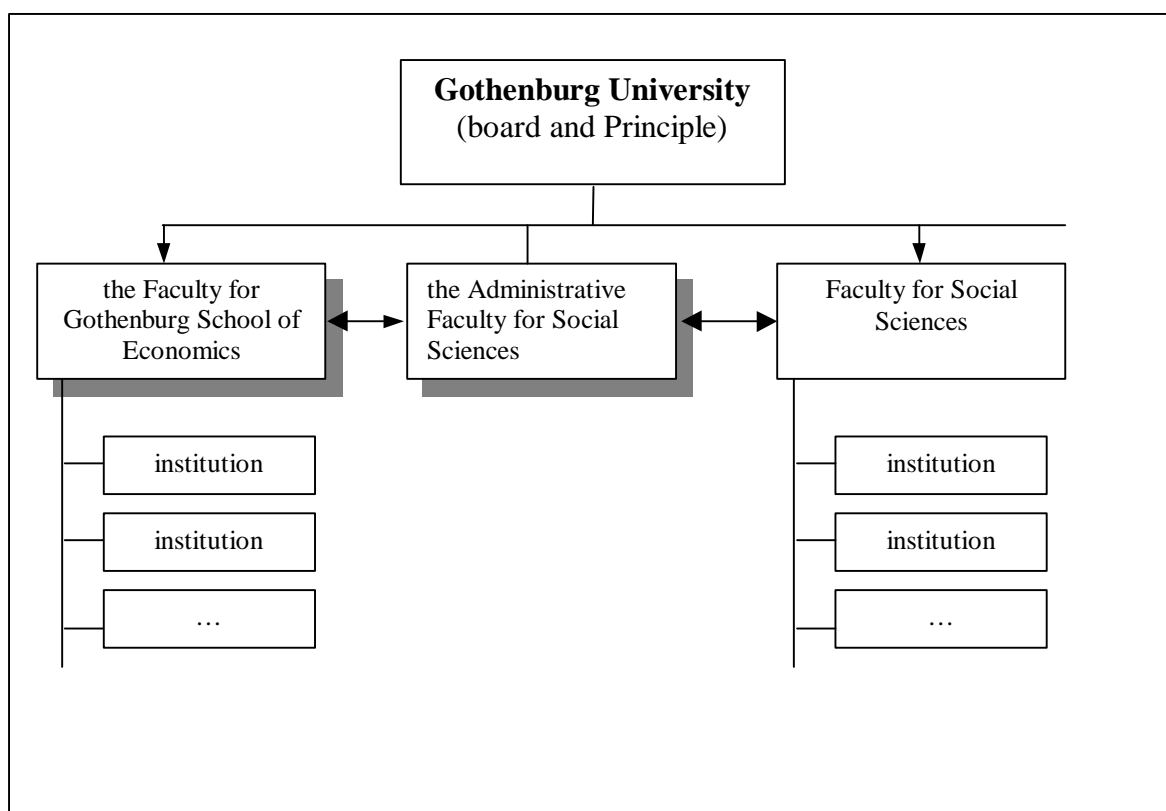 Gothenburg University
(board and Principle)
the Faculty for
Gothenburg School of
Economics
the Administrative
Faculty for Social
Sciences
Faculty for Social
Sciences
institution
institution
…
institution
institution
…